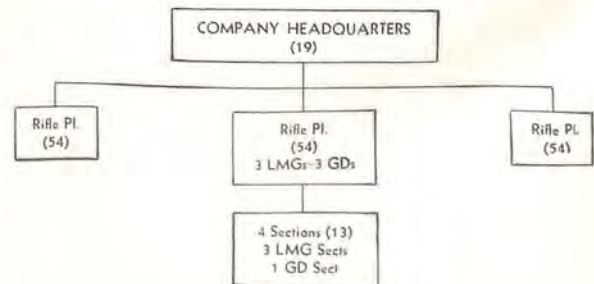 COMPANY HEADQUARTERS
(19)
Rifle Pl.
(54)
Rifle Pl.
(54)
3 LMGs-3 GDs
Rifle Pl.
(54)
4 Sections (13)
3 LMG Sects
1 GD Sect